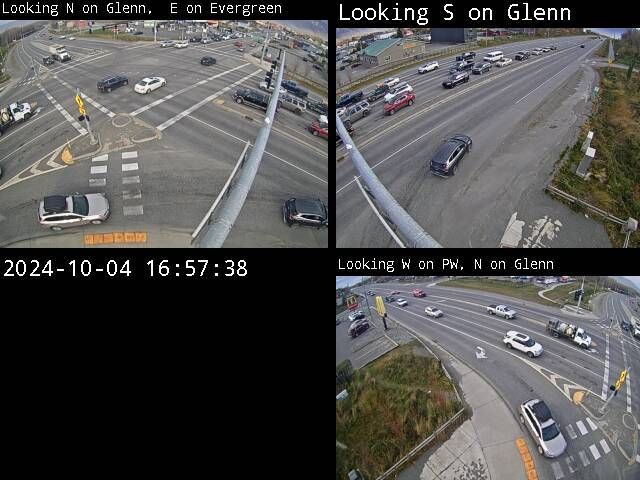 Looking N on Glenn,  E on Evergreen
Looking S on Glenn
2024-10-04 16:57:38
Looking W on PW, N on Glenn